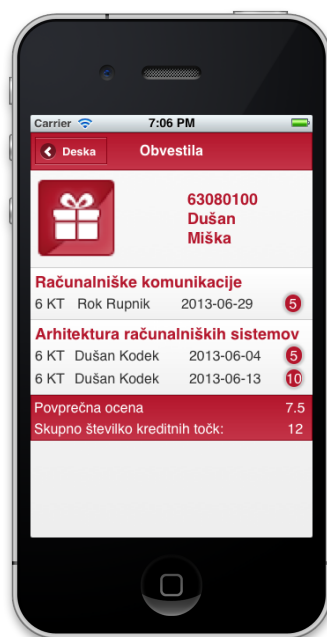 Carrier 7:06 PM
Deska Obvestila
63080100
Dušan
Miška
Računalniške komunikacije
6 KT Rok Rupnik 2013-06-29 5
Arhitektura računalniških sistemov
6 KT Dušan Kodek 2013-06-04 5
6 KT Dušan Kodek 2013-06-13 10
Povprečna ocena 7.5
Skupno številko kreditnih točk: 12